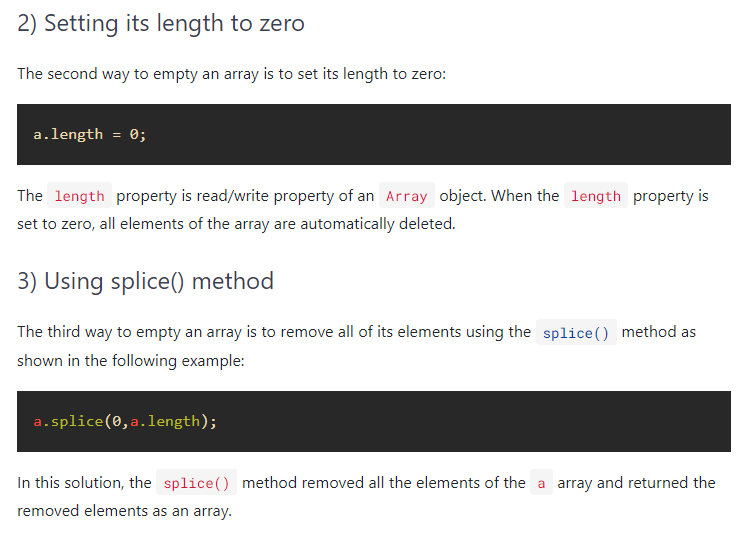 2) Setting its length to zero
The second way to empty an array is to set its length to zero:
a.length = 0;
The length property is read/write property of an Array object. When the length property is
set to zero, all elements of the array are automatically deleted.
3) Using splice() method
The third way to empty an array is to remove all of its elements using the splice() method as
shown in the following example:
a.splice(0,a.length);
In this solution, the splice() method removed all the elements of the a array and returned the
removed elements as an array.